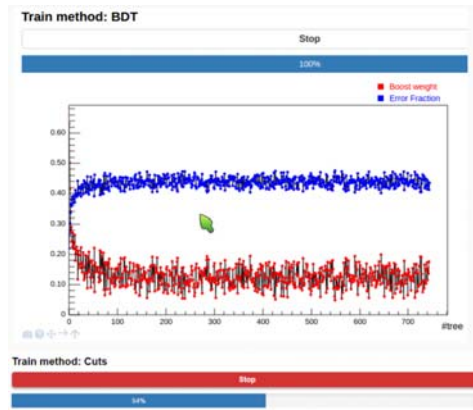 Train method: BDT
Stop
100%
Boost weight
Error Fraction
0.60
0.50
0.40
0.30
0.20
0.10
0
0 100 200 300 400 500 600 700
#tree
Train method: Cuts
Stop
54%